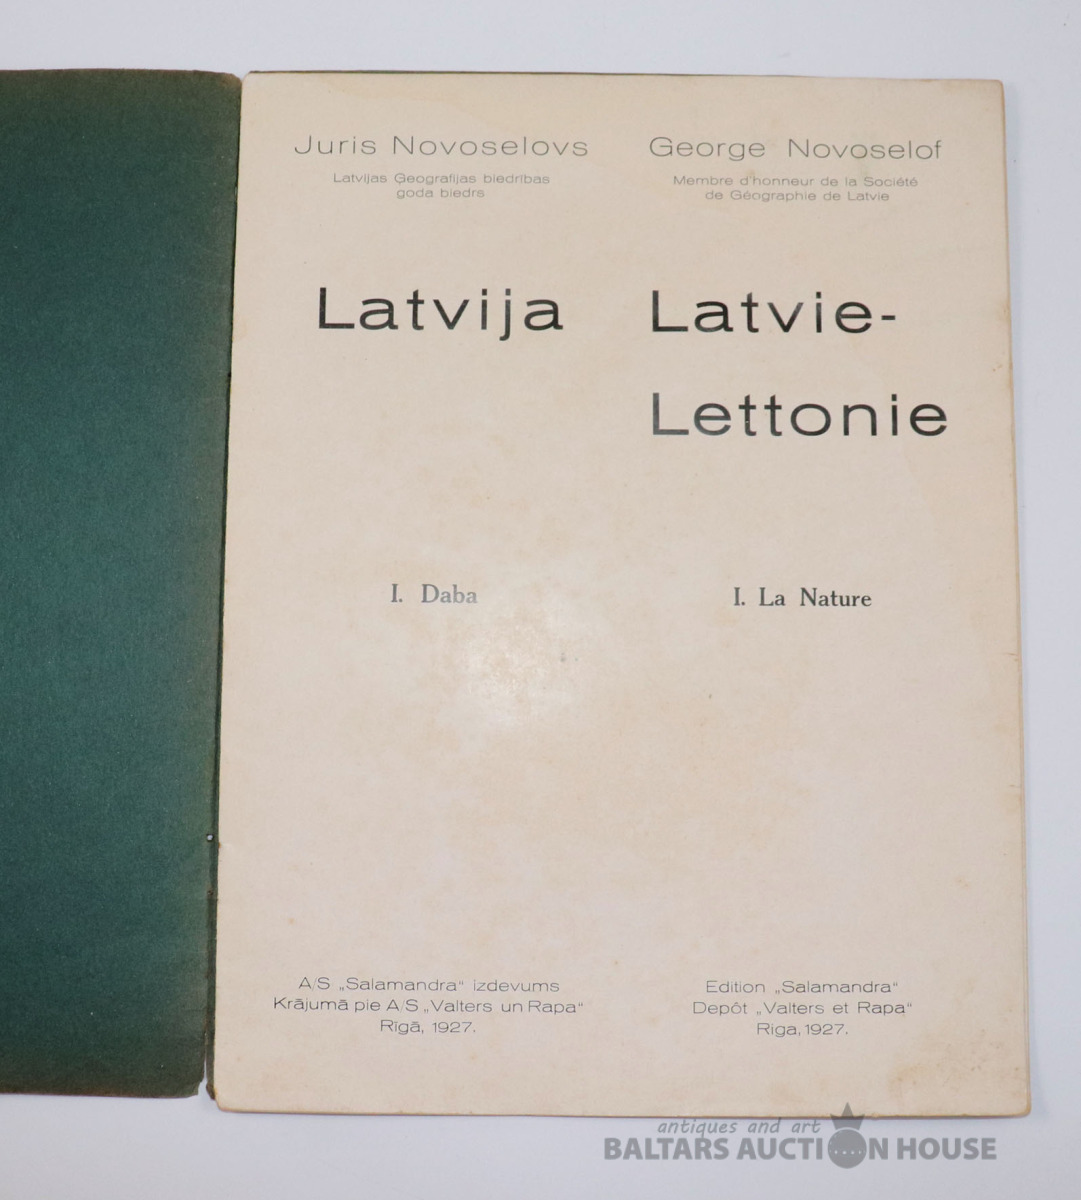 Juris Novoselovs
Latvijas Ģeografijas biedrības
goda biedrs
Latvija
I. Daba
A/S „Salamandra“ izdevums
Krājumā pie A/S „Valters un Rapa“
Rīgā, 1927.
George Novoselof
Membre d'honneur de la Société
de Géographie de Latvie
Latvie-
Lettonie
I. La Nature
Edition „Salamandra“
Depôt „Valters et Rapa“
Riga, 1927.
antiques and art
BALTARS AUCTION HOUSE